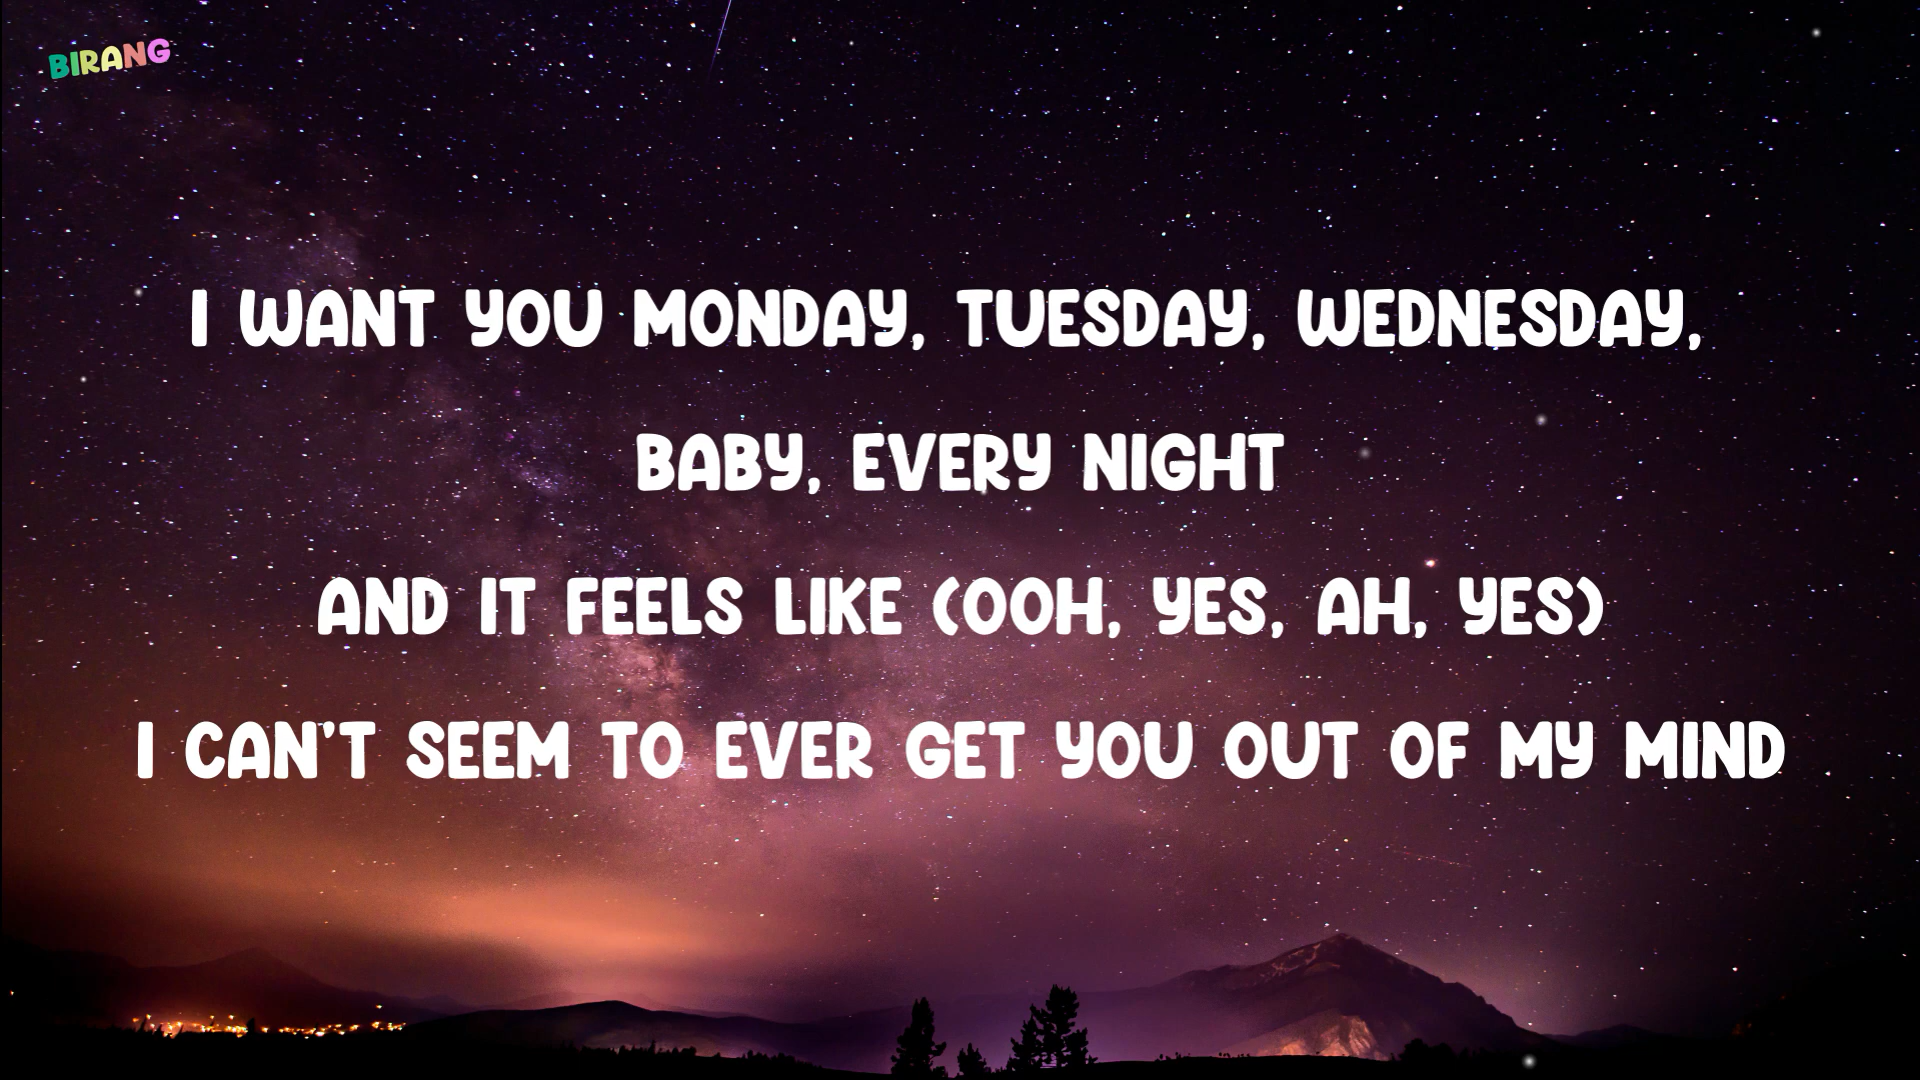 BIRANG
I WANT YOU MONDAY, TUESDAY, WEDNESDAY,
BABY, EVERY NIGHT
AND IT FEELS LIKE (OOH, YES, AH, YES)
I CAN'T SEEM TO EVER GET YOU OUT OF MY MIND